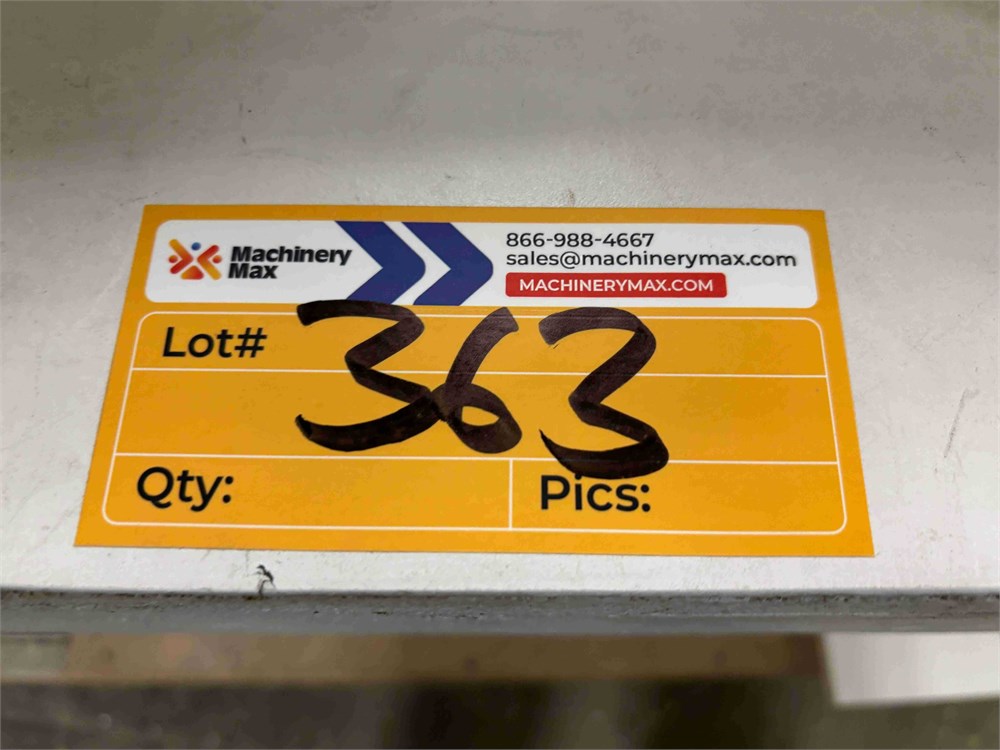 Machinery
Max
866-988-4667
sales@machinerymax.com
MACHINERYMAX.COM
Lot# 363
Qty:
Pics: